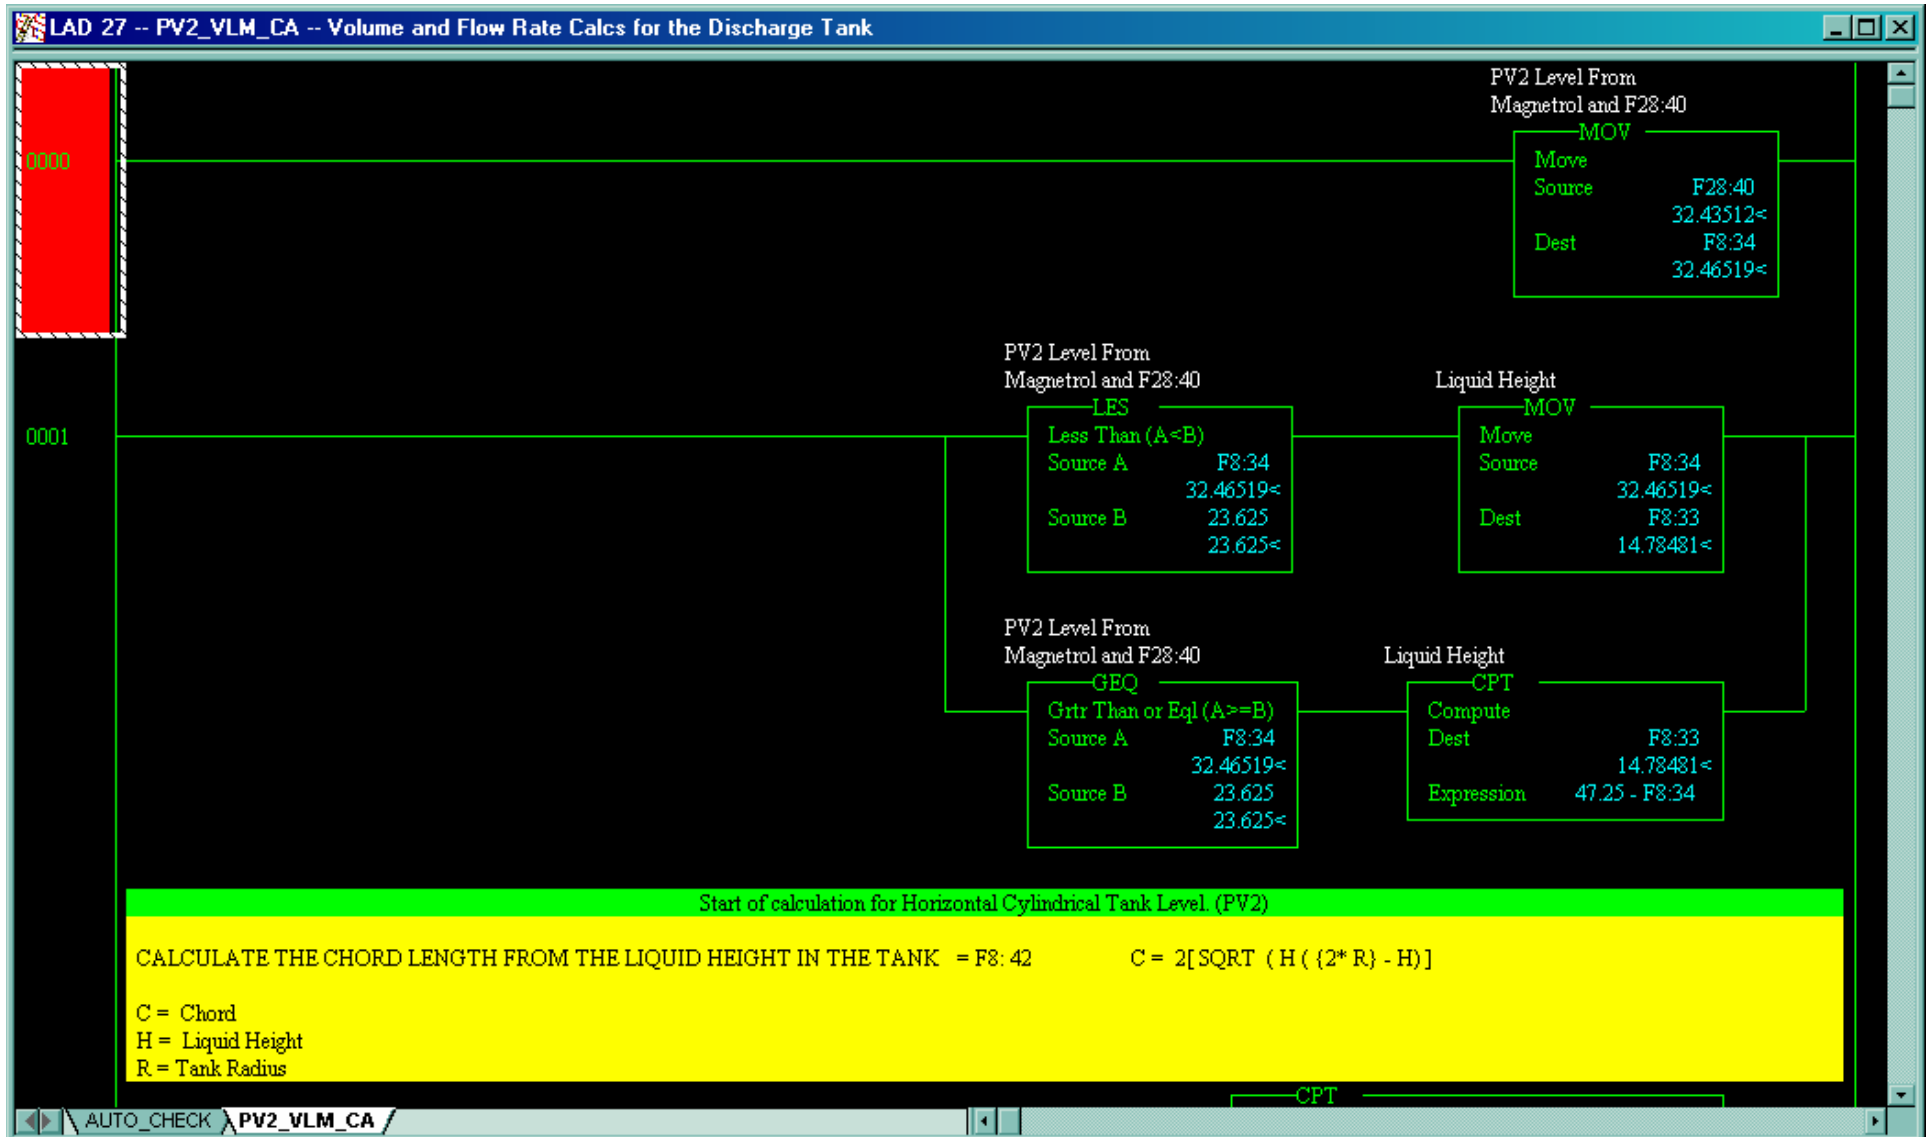 LAD 27 -- PV2_VLM_CA -- Volume and Flow Rate Calcs for the Discharge Tank
PV2 Level From
Magnetrol and F28:40
MOV
0000
Move
Source F28:40
32.43512<
Dest F8:34
32.46519<
PV2 Level From
Magnetrol and F28:40
Liquid Height
LES
MOV
0001
Less Than (A<B)
Source A F8:34
32.46519<
Source B 23.625
23.625<
Move
Source F8:34
32.46519<
Dest F8:33
14.78481<
PV2 Level From
Magnetrol and F28:40
Liquid Height
GEQ
CPT
Grtr Than or Eql (A>=B)
Source A F8:34
32.46519<
Source B 23.625
23.625<
Compute
Dest F8:33
14.78481<
Expression 47.25 - F8:34
Start of calculation for Horizontal Cylindrical Tank Level. (PV2)
CALCULATE THE CHORD LENGTH FROM THE LIQUID HEIGHT IN THE TANK = F8: 42 C = 2[ SQRT ( H ( {2* R} - H) ]
C = Chord
H = Liquid Height
R = Tank Radius
CPT
AUTO_CHECK PV2_VLM_CA